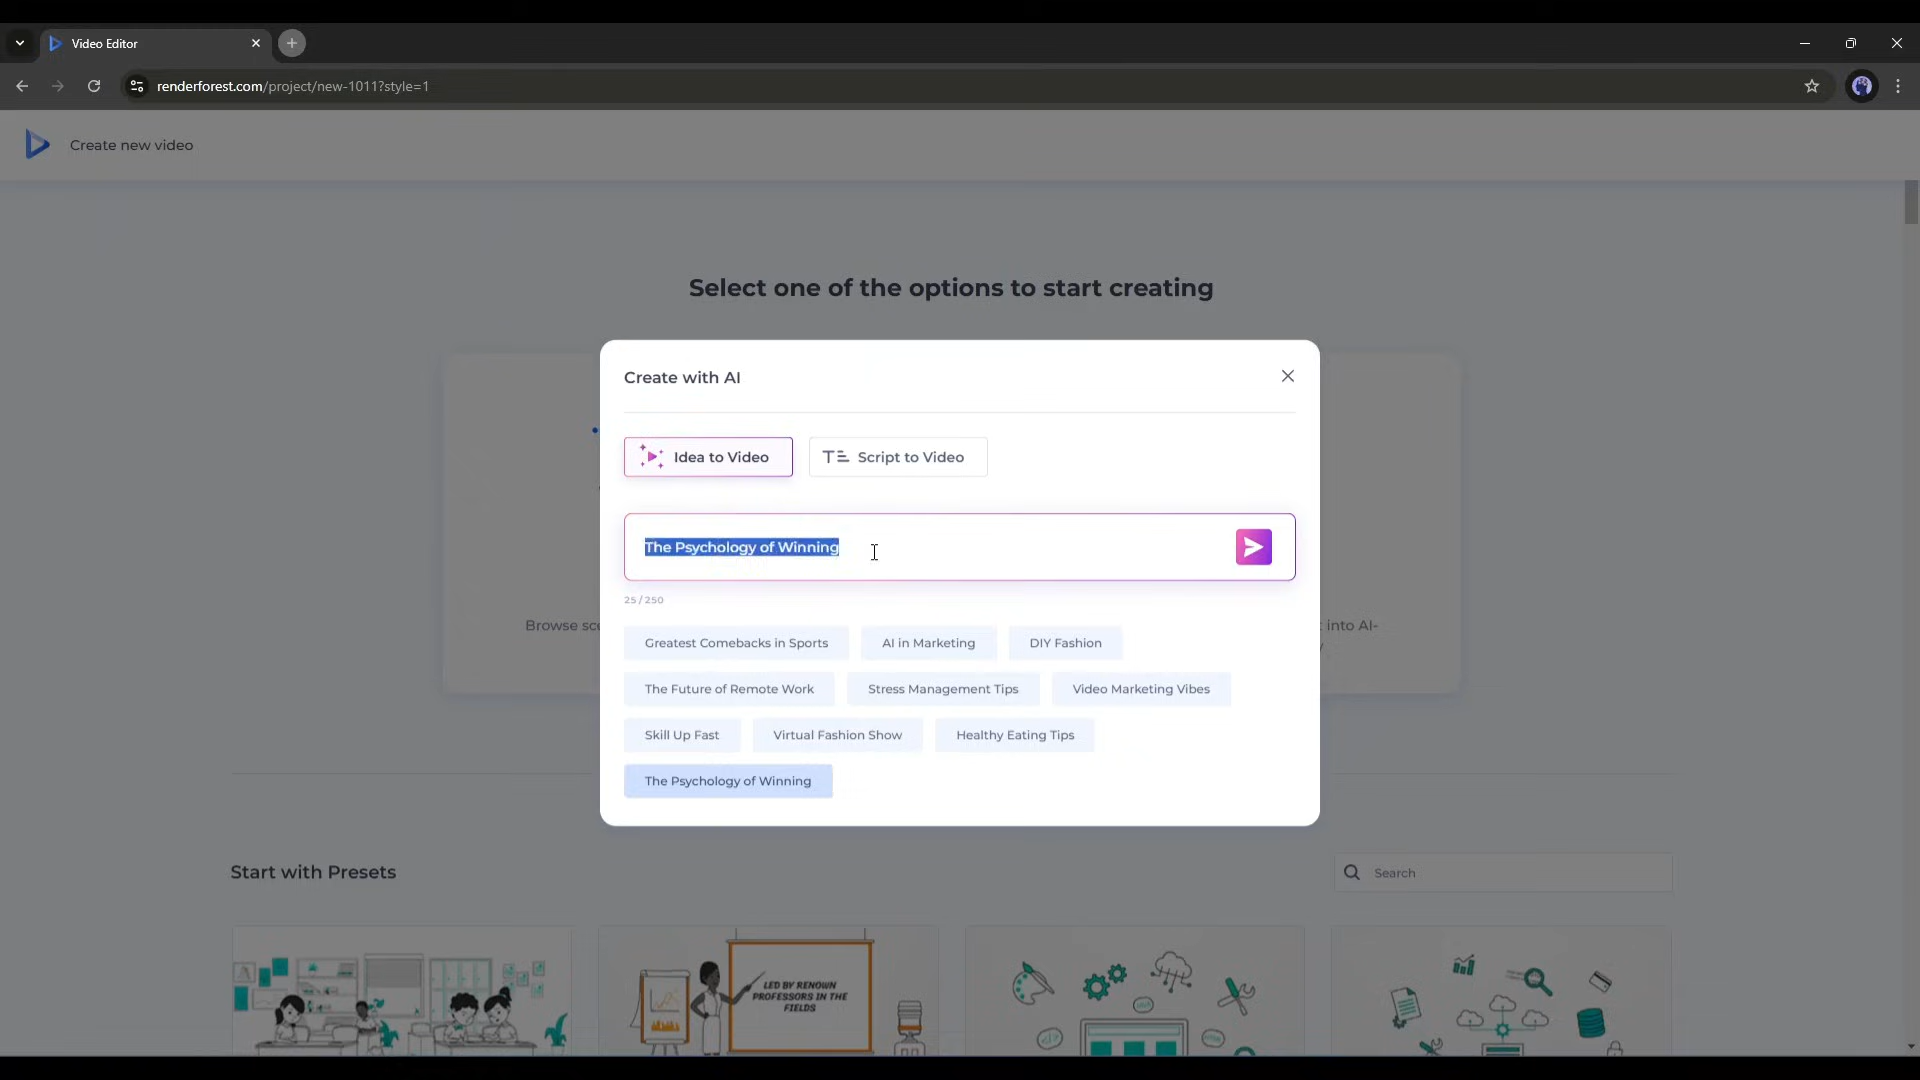 Video Editor
renderforest.com/project/new-1011?style=1
Create new video
Select one of the options to start creating
Create with AI
Idea to Video
Script to Video
The Psychology of Winning
25 / 250
Greatest Comebacks in Sports
AI in Marketing
DIY Fashion
The Future of Remote Work
Stress Management Tips
Video Marketing Vibes
Skill Up Fast
Virtual Fashion Show
Healthy Eating Tips
The Psychology of Winning
Browse
into AI-
Start with Presets
Search
LED BY RENOWN
PROFESSORS IN THE
FIELDS